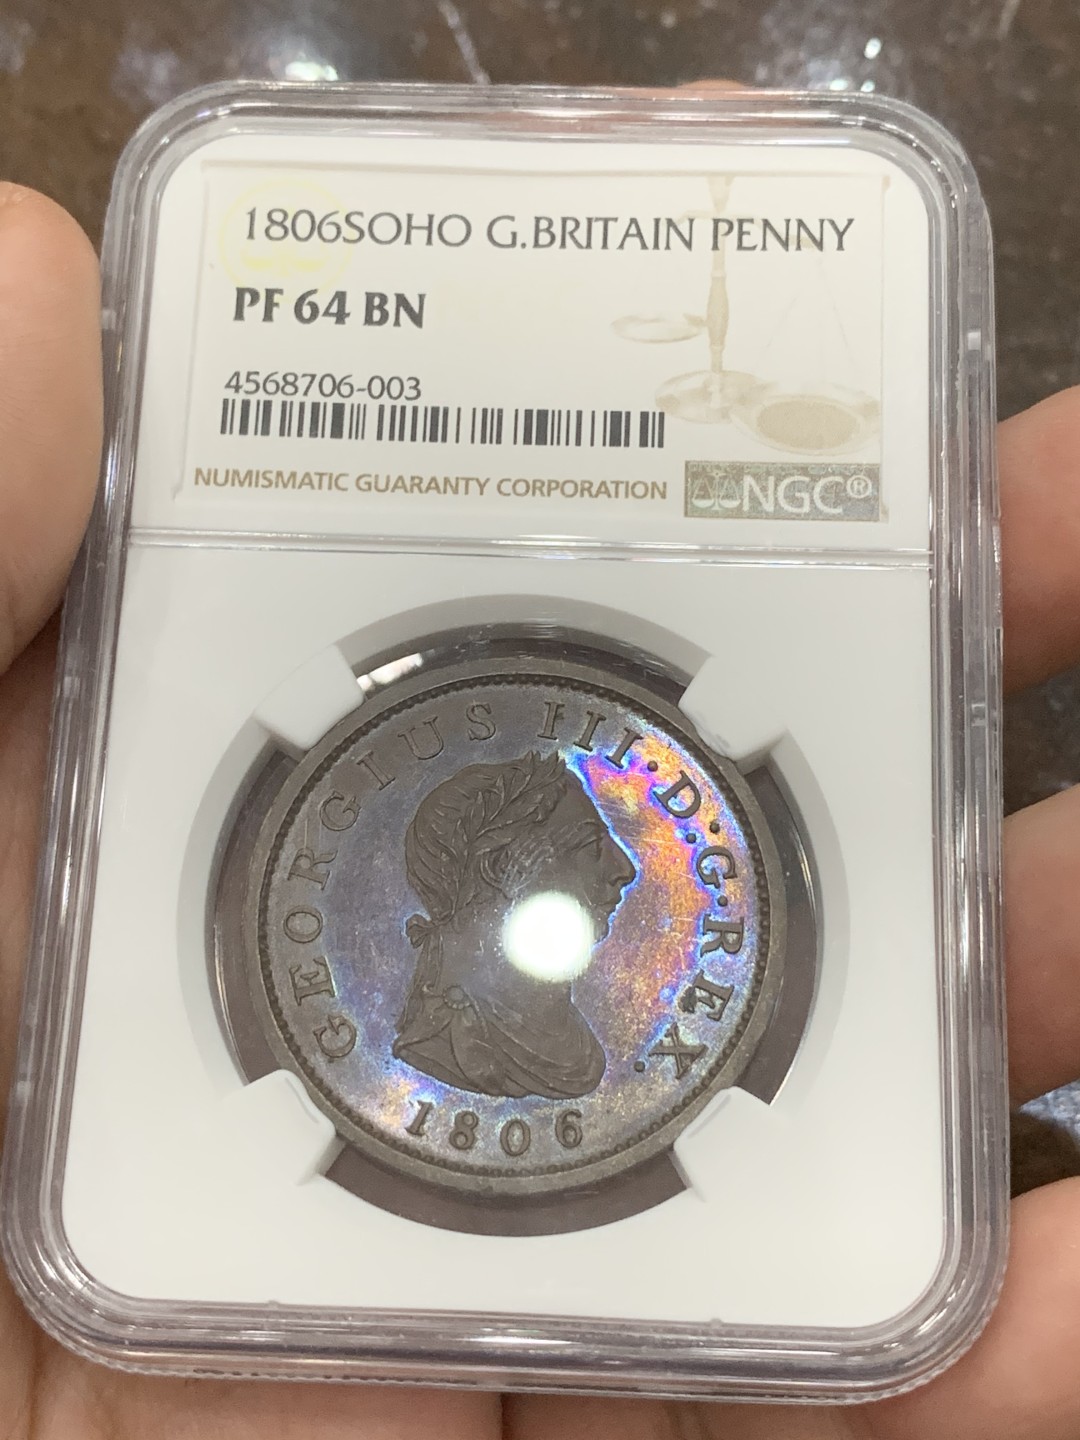 1806SOHO G.BRITAIN PENNY
PF 64 BN
4568706-003
NUMISMATIC GUARANTY CORPORATION NGC®
GEORGIUS III·D:G·REX.
1806